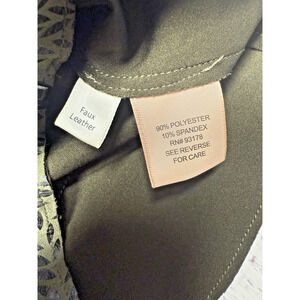 Faux
Leather
90% POLYESTER
10% SPANDEX
RN# 93178
SEE REVERSE
FOR CARE